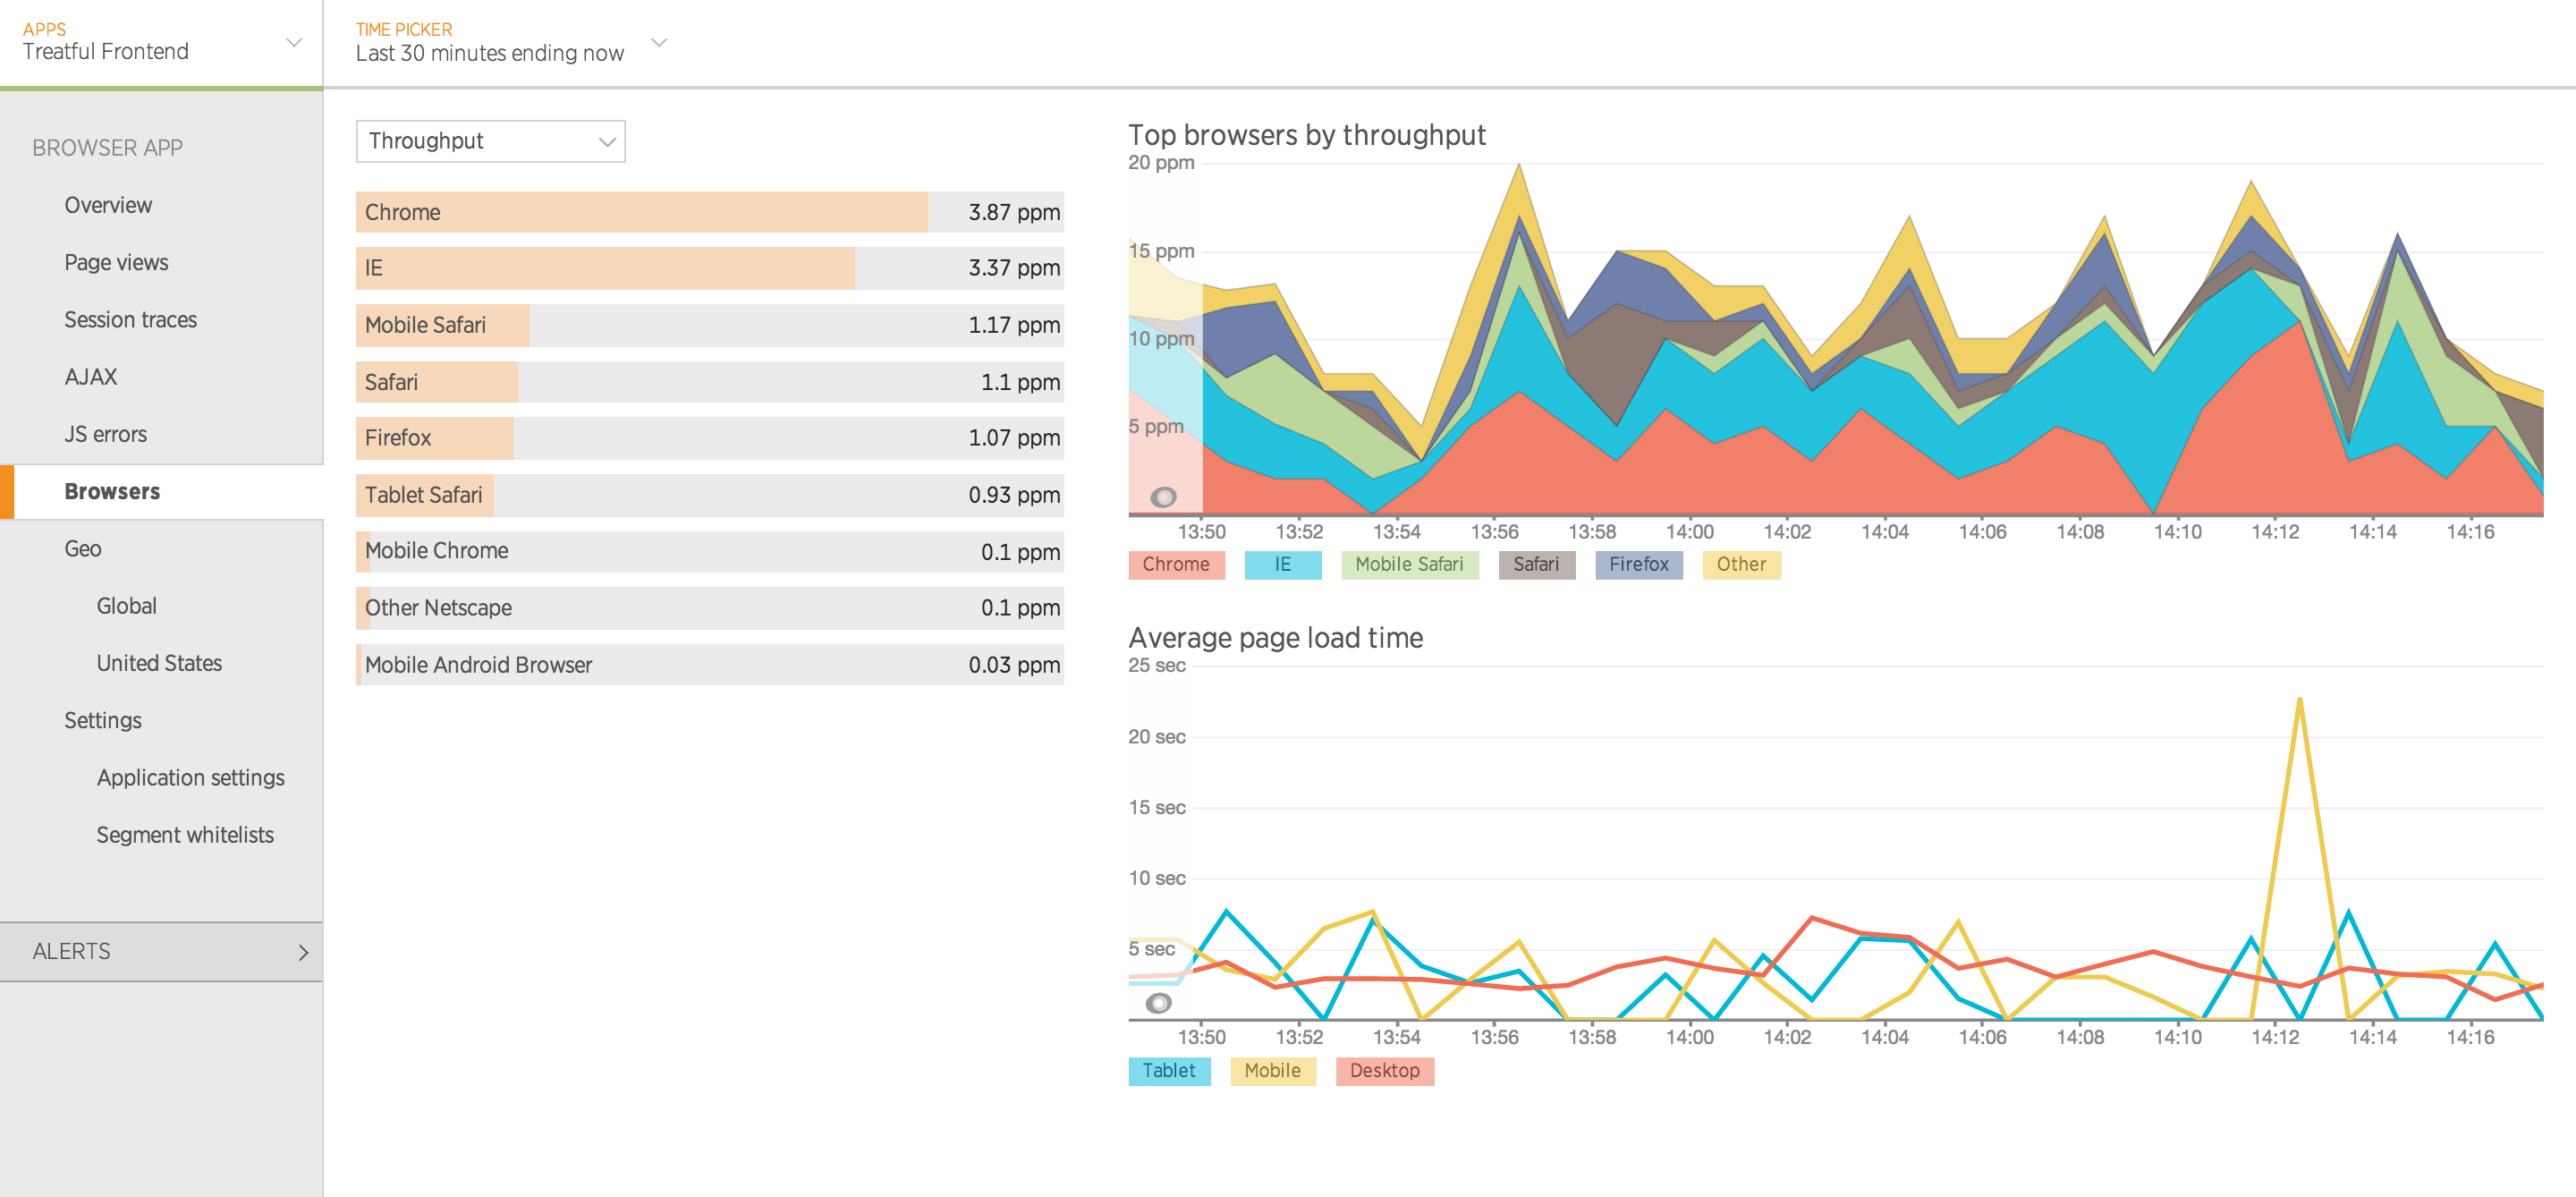 APPS
Treatful Frontend
TIME PICKER
Last 30 minutes ending now
BROWSER APP
Overview
Page views
Session traces
AJAX
JS errors
Browsers
Geo
Global
United States
Settings
Application settings
Segment whitelists
ALERTS
Throughput
Chrome 3.87 ppm
IE 3.37 ppm
Mobile Safari 1.17 ppm
Safari 1.1 ppm
Firefox 1.07 ppm
Tablet Safari 0.93 ppm
Mobile Chrome 0.1 ppm
Other Netscape 0.1 ppm
Mobile Android Browser 0.03 ppm
Top browsers by throughput
20 ppm
15 ppm
10 ppm
5 ppm
13:50 13:52 13:54 13:56 13:58 14:00 14:02 14:04 14:06 14:08 14:10 14:12 14:14 14:16
Chrome IE Mobile Safari Safari Firefox Other
Average page load time
25 sec
20 sec
15 sec
10 sec
5 sec
13:50 13:52 13:54 13:56 13:58 14:00 14:02 14:04 14:06 14:08 14:10 14:12 14:14 14:16
Tablet Mobile Desktop